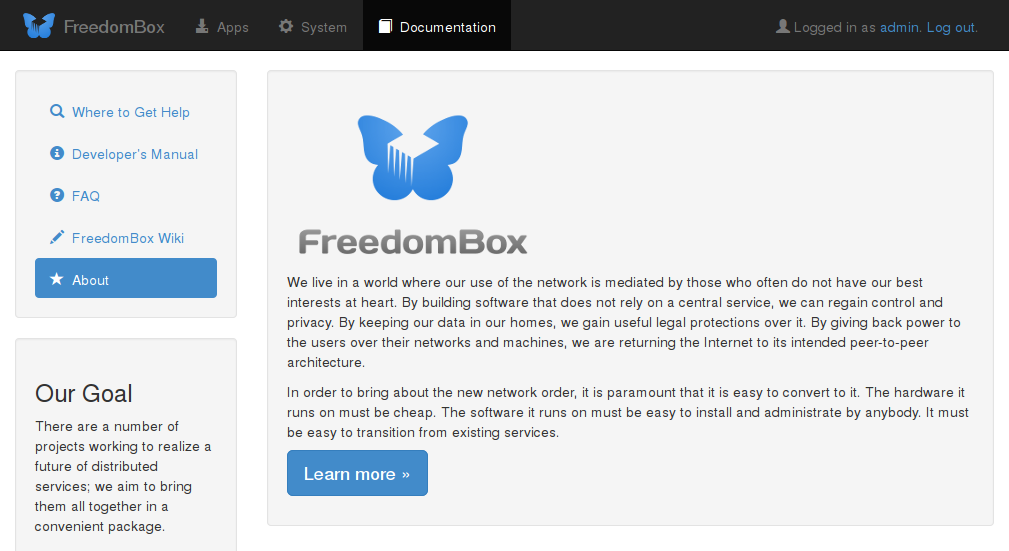 FreedomBox Apps System Documentation Logged in as admin. Log out.
Where to Get Help
Developer's Manual
FAQ
FreedomBox Wiki
About
Our Goal
There are a number of
projects working to realize a
future of distributed
services; we aim to bring
them all together in a
convenient package.
FreedomBox
We live in a world where our use of the network is mediated by those who often do not have our best
interests at heart. By building software that does not rely on a central service, we can regain control and
privacy. By keeping our data in our homes, we gain useful legal protections over it. By giving back power to
the users over their networks and machines, we are returning the Internet to its intended peer-to-peer
architecture.
In order to bring about the new network order, it is paramount that it is easy to convert to it. The hardware it
runs on must be cheap. The software it runs on must be easy to install and administrate by anybody. It must
be easy to transition from existing services.
Learn more »